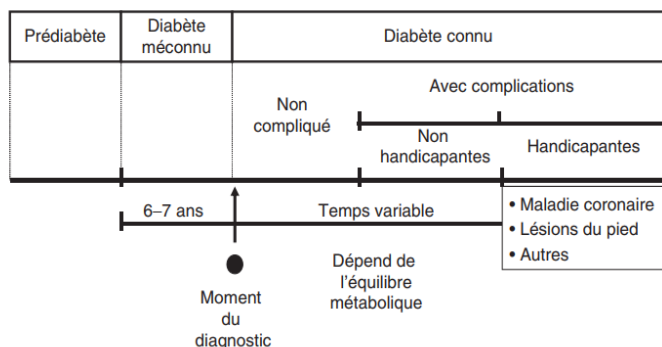 Prédiabète
Diabète
méconnu
Diabète connu
Non
compliqué
Avec complications
Non
handicapantes
Handicapantes
6–7 ans
Temps variable
• Maladie coronaire
• Lésions du pied
• Autres
Moment
du
diagnostic
Dépend de
l'équilibre
métabolique